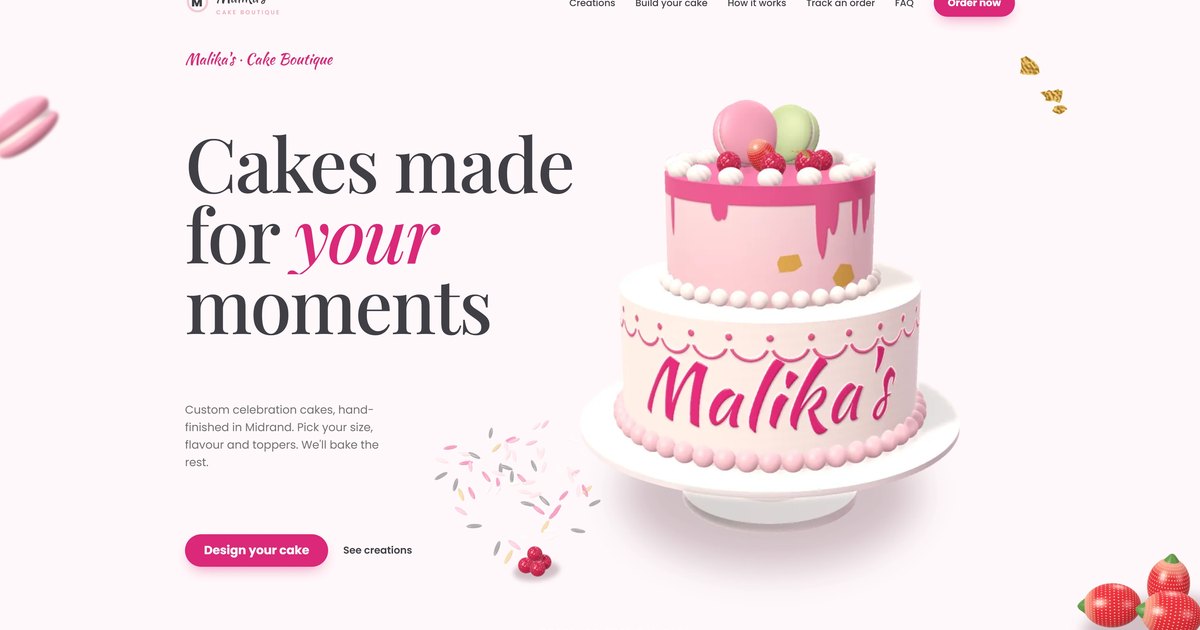 M
CAKE BOUTIQUE
Creations
Build your cake
How it works
Track an order
FAQ
Order now
Malika's · Cake Boutique
Cakes made
for your
moments
Malika's
Custom celebration cakes, hand-
finished in Midrand. Pick your size,
flavour and toppers. We'll bake the
rest.
Design your cake
See creations